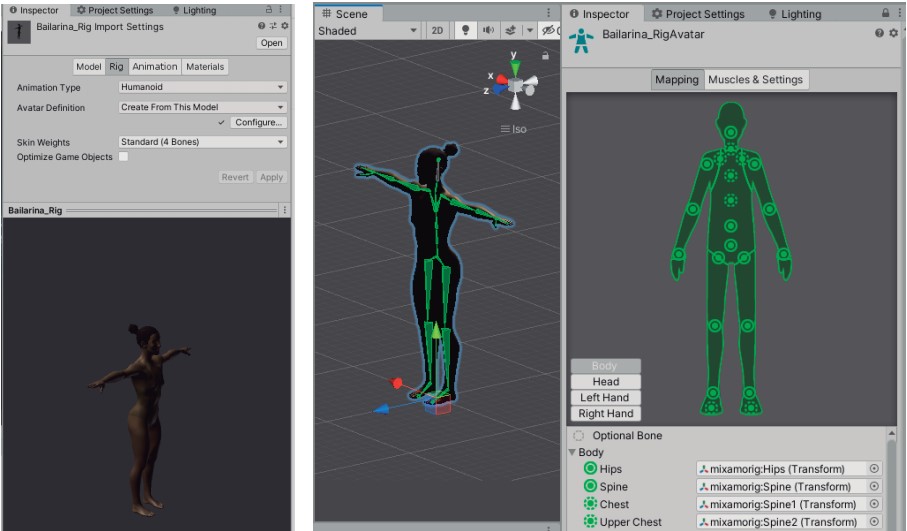 Inspector Project Settings Lighting
Bailarina_Rig Import Settings
Open
Model Rig Animation Materials
Animation Type Humanoid
Avatar Definition Create From This Model
Configure...
Skin Weights Standard (4 Bones)
Optimize Game Objects
Revert Apply
Bailarina_Rig
Scene
Shaded 2D
y
x
z
Iso
Inspector Project Settings Lighting
Bailarina_RigAvatar
Mapping Muscles & Settings
Body
Head
Left Hand
Right Hand
Optional Bone
Body
Hips mixamorig:Hips (Transform)
Spine mixamorig:Spine (Transform)
Chest mixamorig:Spine1 (Transform)
Upper Chest mixamorig:Spine2 (Transform)